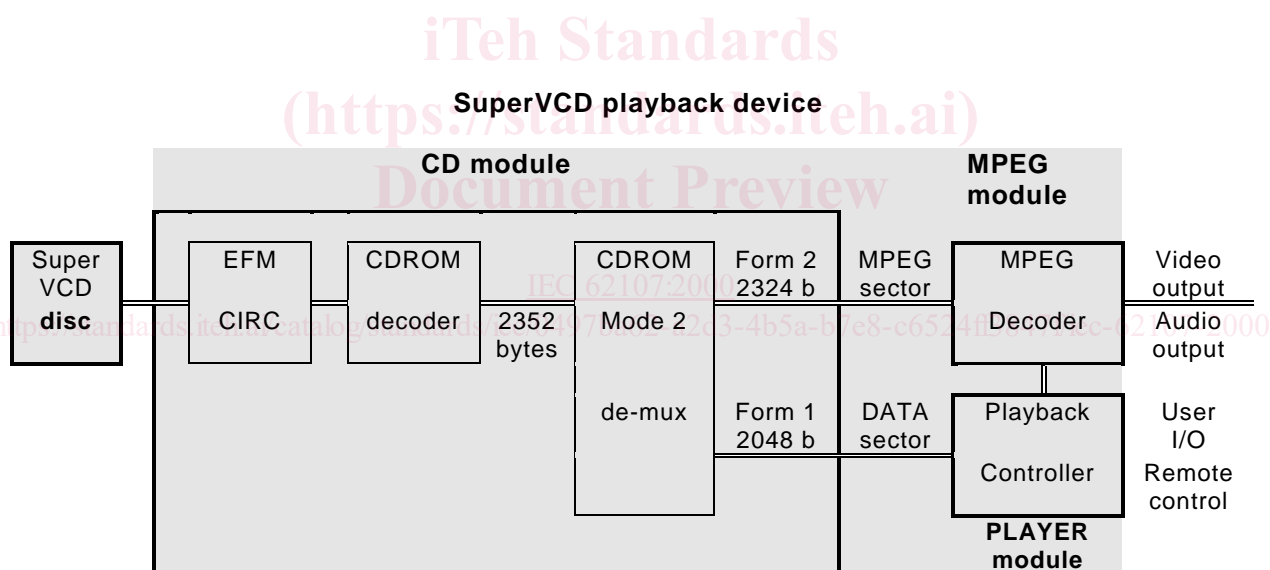 iTeh Standards
SuperVCD playback device
(https://standards.iteh.ai)
CD module
MPEG
module
Document Preview
Super
VCD
disc
EFM
CIRC
CDROM
decoder
2352
bytes
CDROM
Mode 2
de-mux
Form 2
2324 b
MPEG
sector
MPEG
Decoder
Video
output
Audio
output
IEC 62107:2000
Form 1
2048 b
DATA
sector
Playback
Controller
User
I/O
Remote
control
PLAYER
module